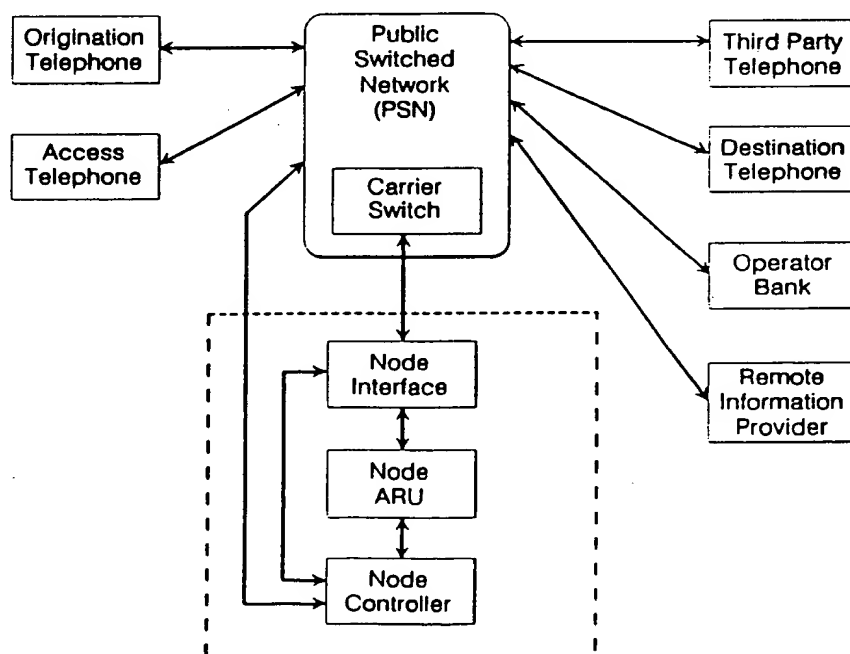 Origination
Telephone
Access
Telephone
Public
Switched
Network
(PSN)
Carrier
Switch
Third Party
Telephone
Destination
Telephone
Operator
Bank
Remote
Information
Provider
Node
Interface
Node
ARU
Node
Controller